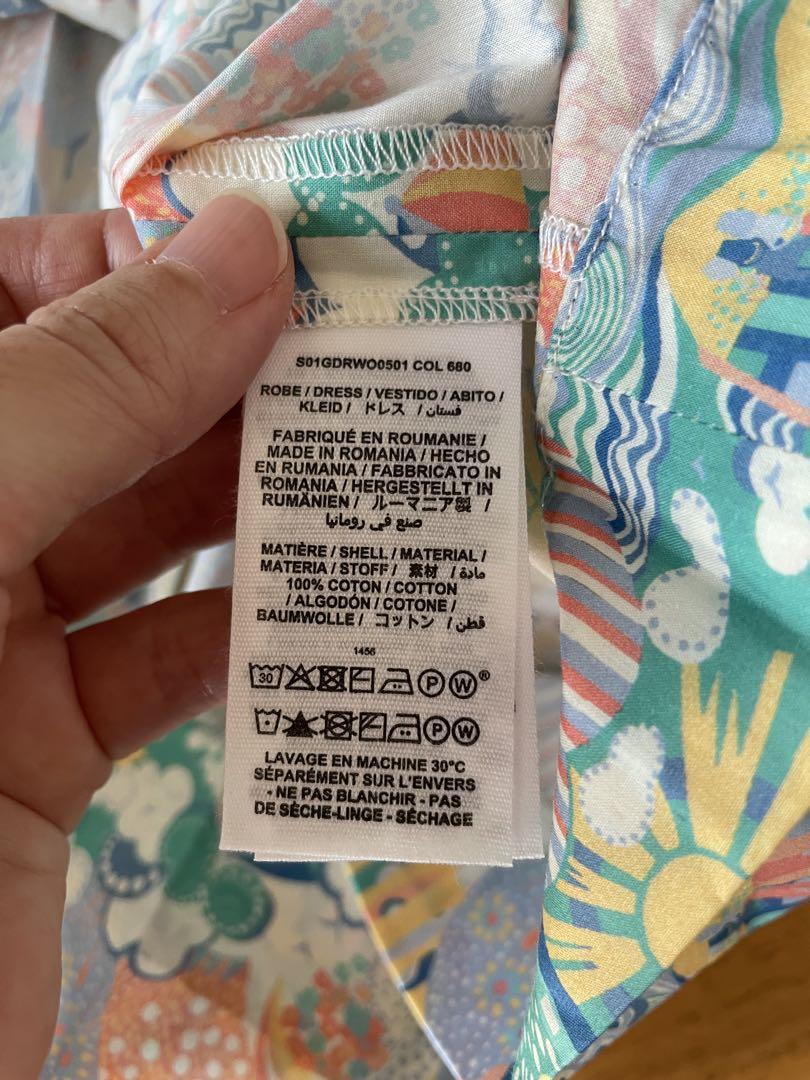 S01GDRWO0501 COL 680
ROBE / DRESS / VESTIDO / ABITO /
KLEID / ドレス / فستان /
FABRIQUÉ EN ROUMANIE /
MADE IN ROMANIA / HECHO
EN RUMANIA / FABBRICATO IN
ROMANIA / HERGESTELLT IN
RUMÄNIEN / ルーマニア製 /
صنع في رومانيا
MATIÈRE / SHELL / MATERIAL /
MATERIA / STOFF / 素材 / مادة /
100% COTON / COTTON
/ ALGODÓN / COTONE /
BAUMWOLLE / コットン / قطن /
1456
30 P W ®
P W
LAVAGE EN MACHINE 30°C
SÉPARÉMENT SUR L'ENVERS
- NE PAS BLANCHIR - PAS
DE SÈCHE-LINGE - SÉCHAGE